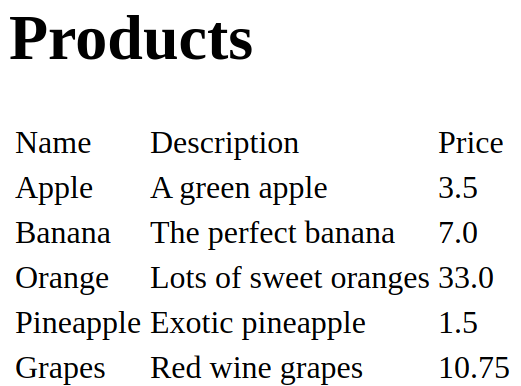 Products
Name Description Price
Apple A green apple 3.5
Banana The perfect banana 7.0
Orange Lots of sweet oranges 33.0
Pineapple Exotic pineapple 1.5
Grapes Red wine grapes 10.75